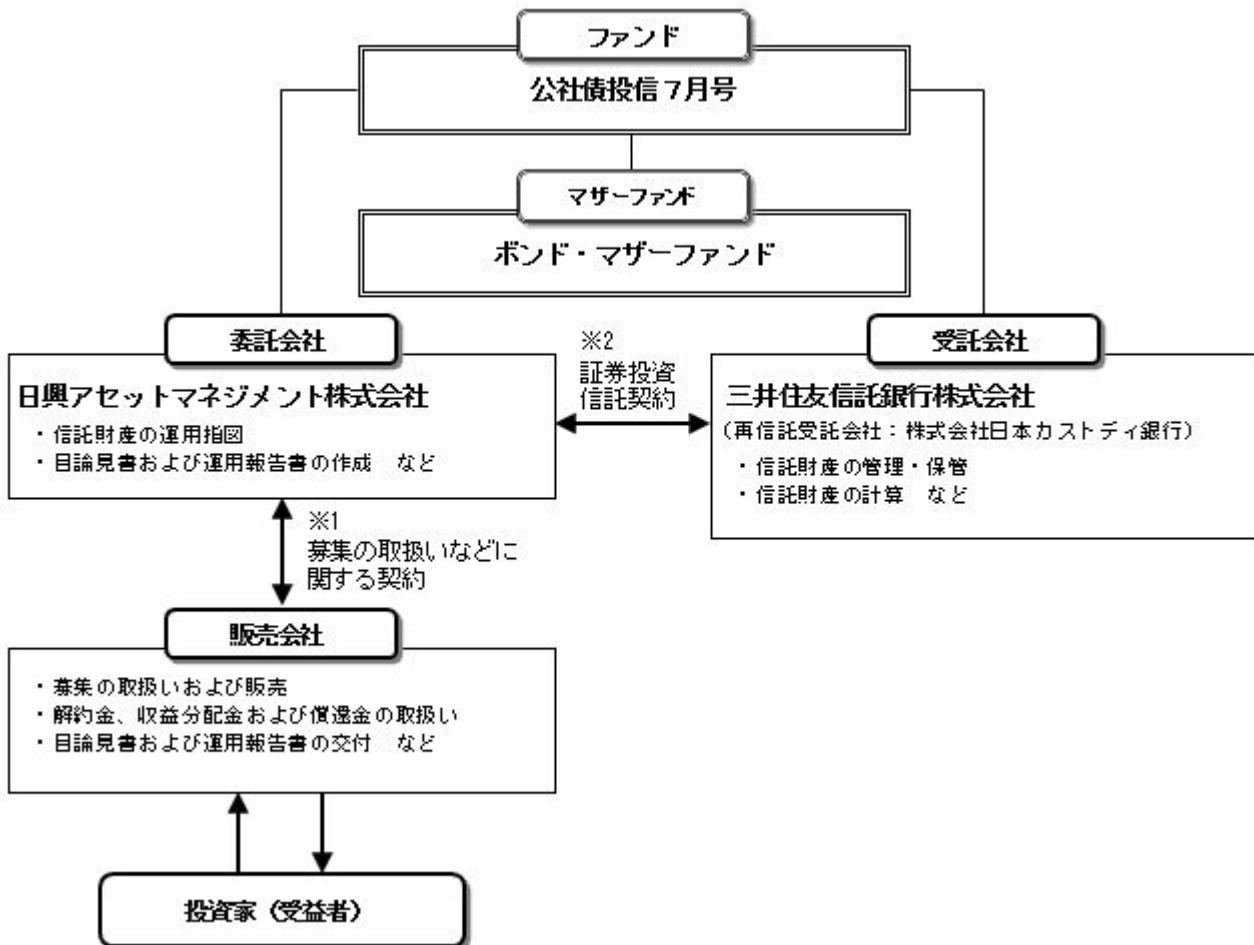 ファンド
公社債投信7月号
マザーファンド
ボンド・マザーファンド
委託会社
日興アセットマネジメント株式会社
・信託財産の運用指図
・目論見書および運用報告書の作成 など
※2
証券投資
信託契約
受託会社
三井住友信託銀行株式会社
(再信託受託会社：株式会社日本カストディ銀行)
・信託財産の管理・保管
・信託財産の計算 など
※1
募集の取扱いなどに
関する契約
販売会社
・募集の取扱いおよび販売
・解約金、収益分配金および償還金の取扱い
・目論見書および運用報告書の交付 など
投資家（受益者）